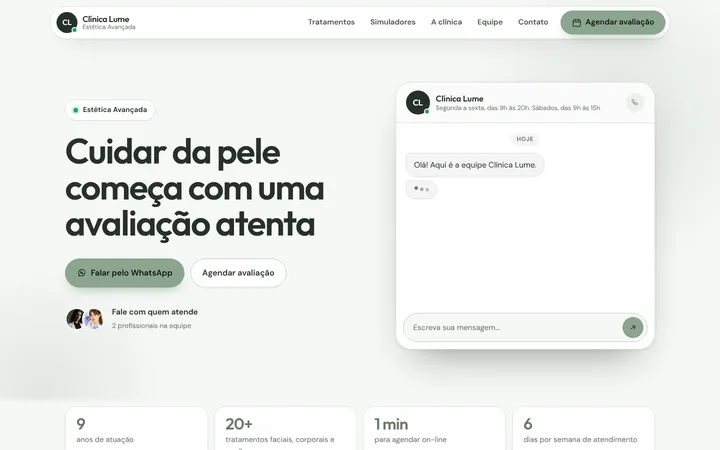 CL
Clínica Lume
Estética Avançada
Tratamentos Simuladores A clínica Equipe Contato
Agendar avaliação
Estética Avançada
Cuidar da pele
começa com uma
avaliação atenta
Falar pelo WhatsApp
Agendar avaliação
Fale com quem atende
2 profissionais na equipe
CL
Clínica Lume
Segunda a sexta, das 9h às 20h. Sábados, das 9h às 15h
HOJE
Olá! Aqui é a equipe Clínica Lume.
Escreva sua mensagem...
9
anos de atuação
20+
tratamentos faciais, corporais e
1 min
para agendar on-line
6
dias por semana de atendimento